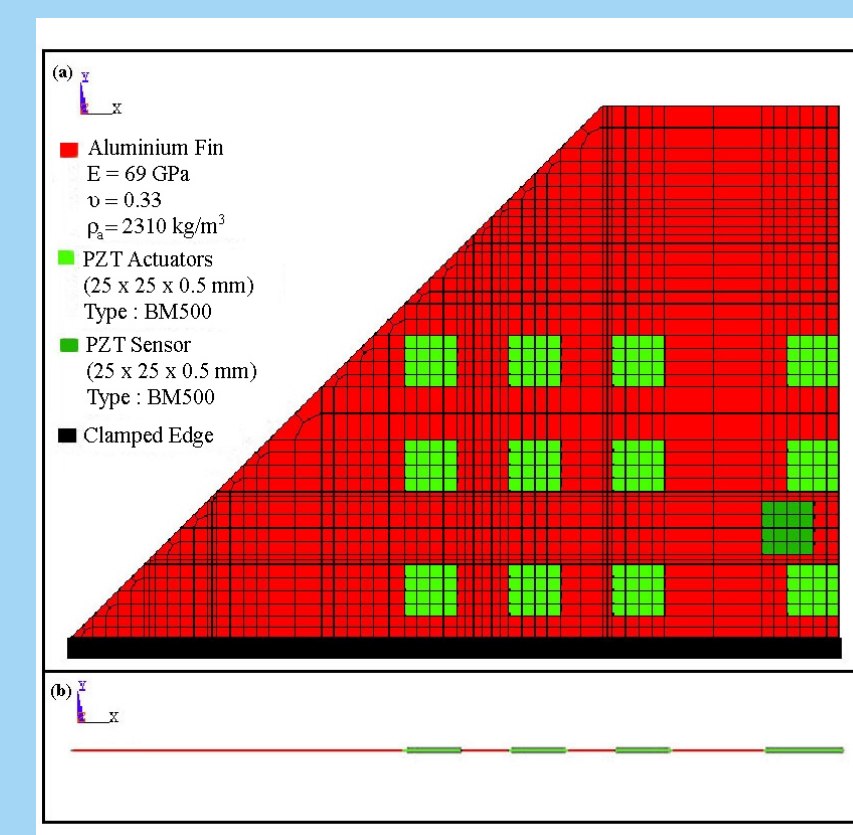 (a)
Y
X
Aluminium Fin
E = 69 GPa
υ = 0.33
ρₐ= 2310 kg/m³
PZT Actuators
(25 x 25 x 0.5 mm)
Type : BM500
PZT Sensor
(25 x 25 x 0.5 mm)
Type : BM500
Clamped Edge
(b)
Y
X